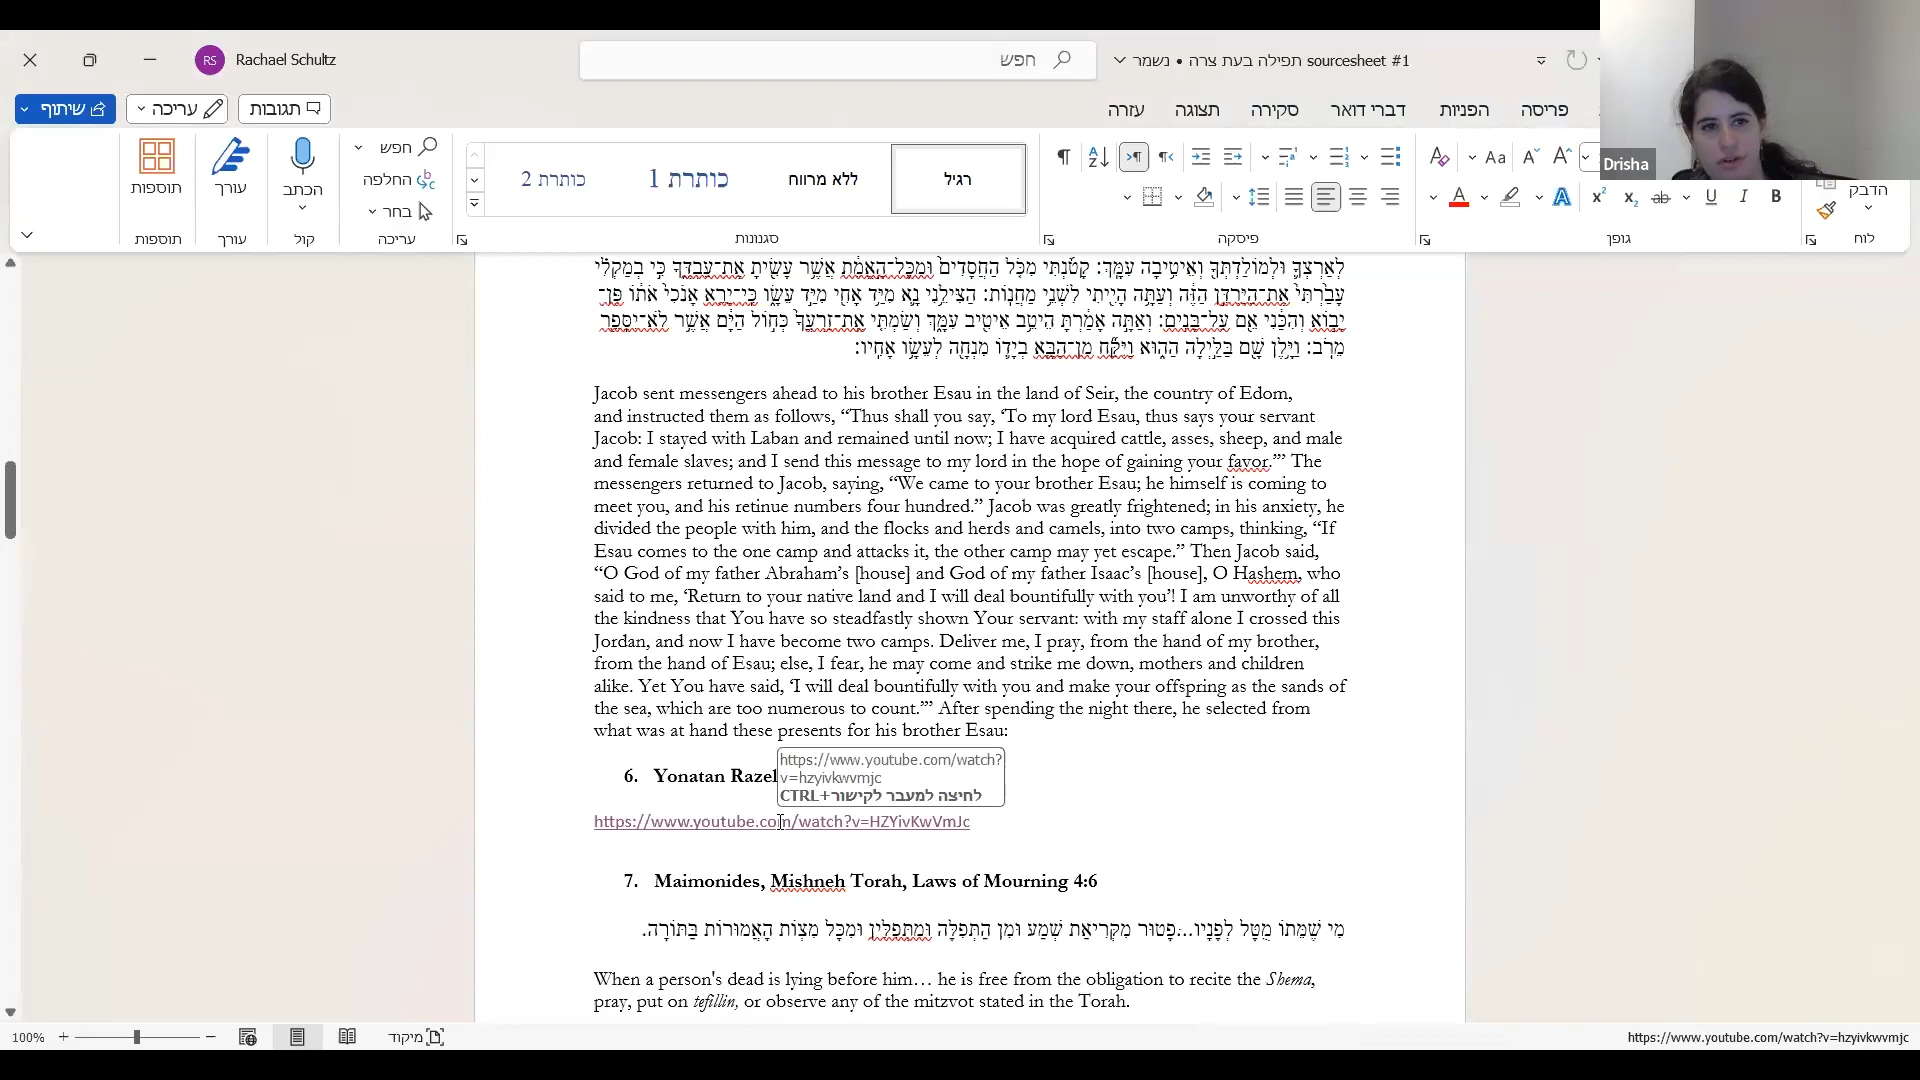 Rachael Schultz
RS
חפש
sourcesheet #1 תפילה בעת צרה • נשמר
Drisha
פריסה
הפניות
דברי דואר
סקירה
תצוגה
עזרה
תגובות
עריכה
שיתוף
הדבק
לוח
גופן
פיסקה
רגיל
ללא מרווח
כותרת 1
כותרת 2
סגנונות
חפש
החלפה
בחר
עריכה
הכתב
קול
עורך
עורך
תוספות
תוספות
לְאַרְצְךָ֥ וּלְמוֹלַדְתְּךָ֖ וְאֵיטִ֥יבָה עִמָּֽךְ׃ קָטֹ֜נְתִּי מִכֹּ֤ל הַחֲסָדִים֙ וּמִכׇּל־הָ֣אֱמֶ֔ת אֲשֶׁ֥ר עָשִׂ֖יתָ אֶת־עַבְדֶּ֑ךָ כִּ֣י בְמַקְלִ֗י
עָבַ֙רְתִּי֙ אֶת־הַיַּרְדֵּ֣ן הַזֶּ֔ה וְעַתָּ֥ה הָיִ֖יתִי לִשְׁנֵ֥י מַחֲנֽוֹת׃ הַצִּילֵ֥נִי נָ֛א מִיַּ֥ד אָחִ֖י מִיַּ֣ד עֵשָׂ֑ו כִּֽי־יָרֵ֤א אָנֹכִי֙ אֹת֔וֹ פֶּן־
יָב֣וֹא וְהִכַּ֔נִי אֵ֖ם עַל־בָּנִֽים׃ וְאַתָּ֣ה אָמַ֔רְתָּ הֵיטֵ֥ב אֵיטִ֖יב עִמָּ֑ךְ וְשַׂמְתִּ֤י אֶֽת־זַרְעֲךָ֙ כְּח֣וֹל הַיָּ֔ם אֲשֶׁ֥ר לֹא־יִסָּפֵ֖ר
מֵרֹֽב׃ וַיָּ֥לֶן שָׁ֖ם בַּלַּ֣יְלָה הַה֑וּא וַיִּקַּ֞ח מִן־הַבָּ֧א בְיָד֛וֹ מִנְחָ֖ה לְעֵשָׂ֥ו אָחִֽיו׃
Jacob sent messengers ahead to his brother Esau in the land of Seir, the country of Edom,
and instructed them as follows, “Thus shall you say, ‘To my lord Esau, thus says your servant
Jacob: I stayed with Laban and remained until now; I have acquired cattle, asses, sheep, and male
and female slaves; and I send this message to my lord in the hope of gaining your favor.’” The
messengers returned to Jacob, saying, “We came to your brother Esau; he himself is coming to
meet you, and his retinue numbers four hundred.” Jacob was greatly frightened; in his anxiety, he
divided the people with him, and the flocks and herds and camels, into two camps, thinking, “If
Esau comes to the one camp and attacks it, the other camp may yet escape.” Then Jacob said,
“O God of my father Abraham’s [house] and God of my father Isaac’s [house], O Hashem, who
said to me, ‘Return to your native land and I will deal bountifully with you’! I am unworthy of all
the kindness that You have so steadfastly shown Your servant: with my staff alone I crossed this
Jordan, and now I have become two camps. Deliver me, I pray, from the hand of my brother,
from the hand of Esau; else, I fear, he may come and strike me down, mothers and children
alike. Yet You have said, ‘I will deal bountifully with you and make your offspring as the sands of
the sea, which are too numerous to count.’” After spending the night there, he selected from
what was at hand these presents for his brother Esau:
https://www.youtube.com/watch?
v=hzyivkwvmjc
CTRL+לחיצה למעבר לקישור
6. Yonatan Razel
https://www.youtube.com/watch?v=HZYivKwVmJc
7. Maimonides, Mishneh Torah, Laws of Mourning 4:6
מִי שֶׁמֵּתוֹ מֻטָּל לְפָנָיו...פָּטוּר מִקְּרִיאַת שְׁמַע וּמִן הַתְּפִלָּה וּמִתְּפִלִּין וּמִכָּל מִצְוֹת הָאֲמוּרוֹת בַּתּוֹרָה.
When a person's dead is lying before him… he is free from the obligation to recite the Shema,
pray, put on tefillin, or observe any of the mitzvot stated in the Torah.
100%
מיקוד
https://www.youtube.com/watch?v=hzyivkwvmjc